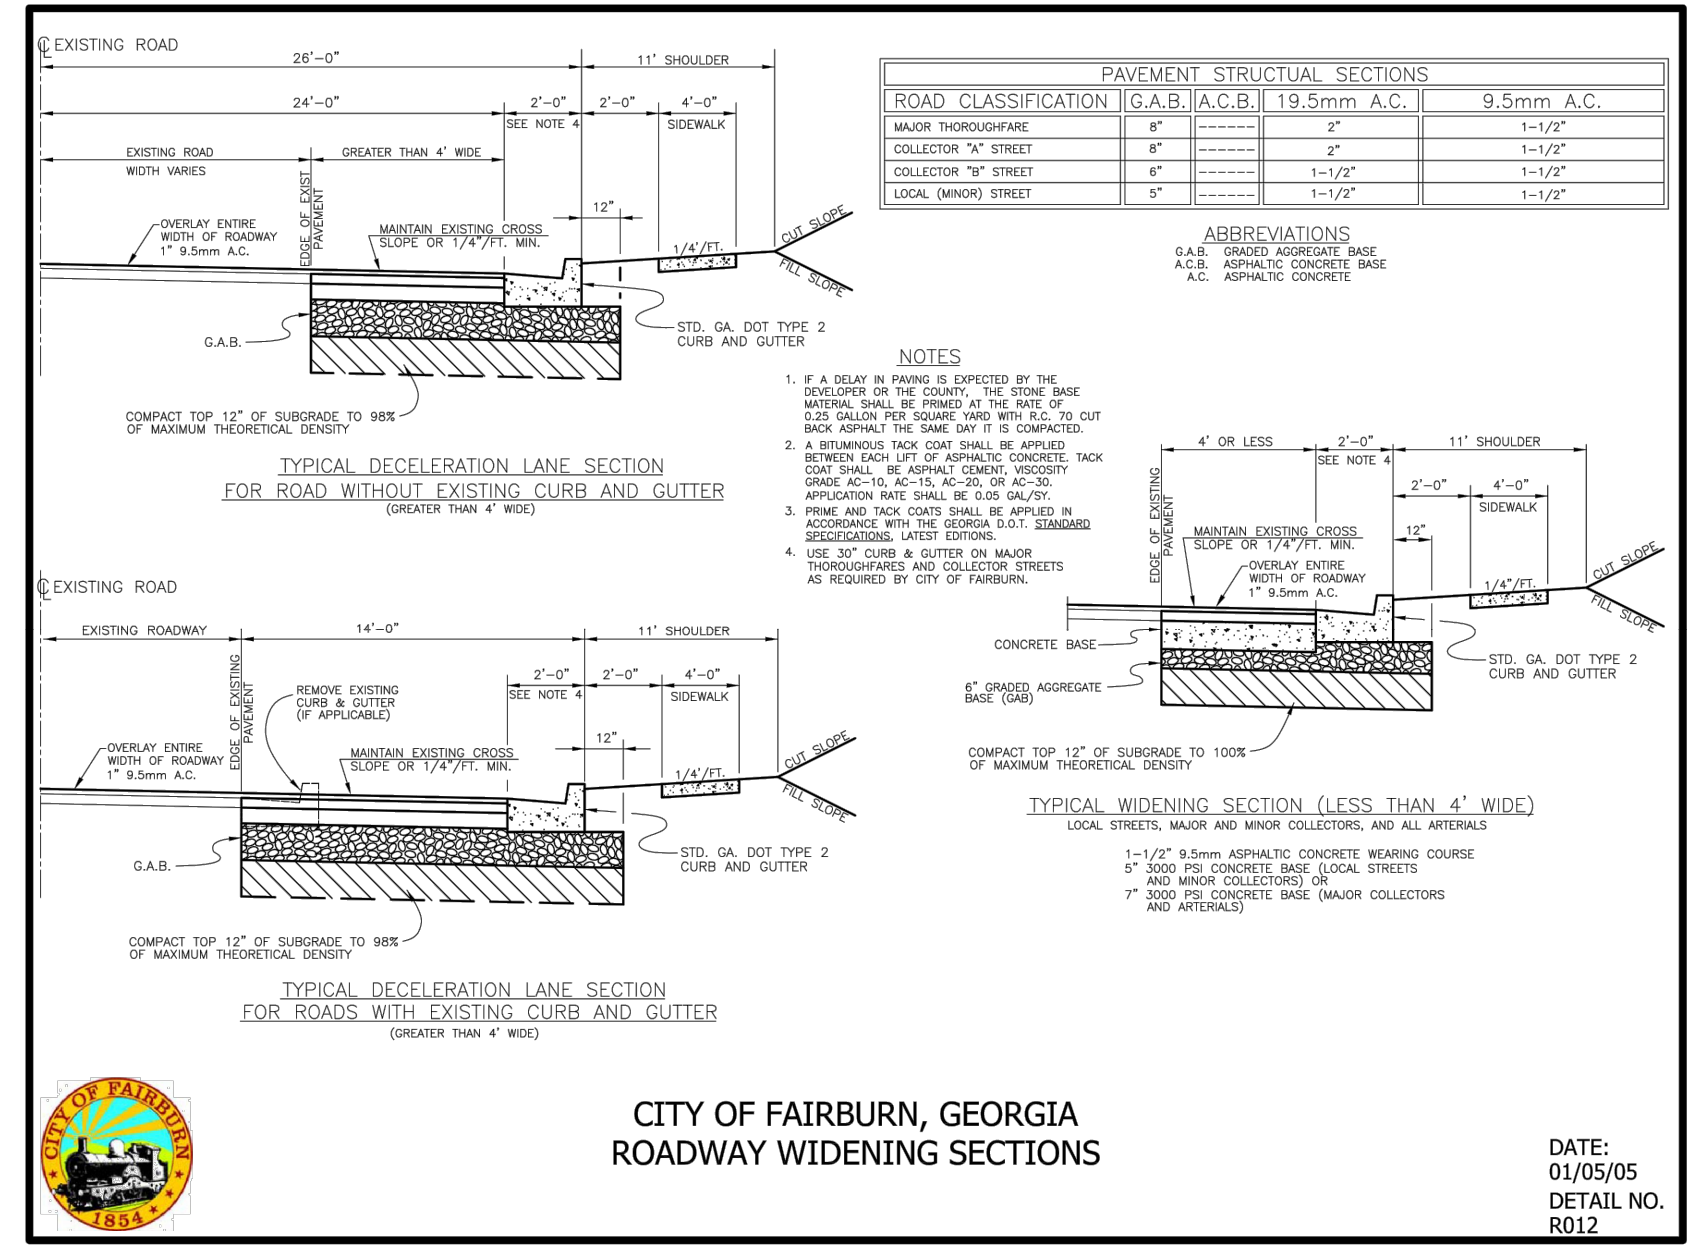 ℄ EXISTING ROAD
26'-0"
11' SHOULDER
24'-0"
2'-0"
2'-0"
4'-0"
SEE NOTE 4
SIDEWALK
EXISTING ROAD
WIDTH VARIES
GREATER THAN 4' WIDE
EDGE OF EXIST
PAVEMENT
12"
OVERLAY ENTIRE
WIDTH OF ROADWAY
1" 9.5mm A.C.
MAINTAIN EXISTING CROSS
SLOPE OR 1/4"/FT. MIN.
1/4'/FT.
CUT SLOPE
FILL SLOPE
G.A.B.
STD. GA. DOT TYPE 2
CURB AND GUTTER
COMPACT TOP 12" OF SUBGRADE TO 98%
OF MAXIMUM THEORETICAL DENSITY
TYPICAL DECELERATION LANE SECTION
FOR ROAD WITHOUT EXISTING CURB AND GUTTER
(GREATER THAN 4' WIDE)
PAVEMENT STRUCTUAL SECTIONS
ROAD CLASSIFICATION G.A.B. A.C.B. 19.5mm A.C. 9.5mm A.C.
MAJOR THOROUGHFARE 8" ------ 2" 1-1/2"
COLLECTOR "A" STREET 8" ------ 2" 1-1/2"
COLLECTOR "B" STREET 6" ------ 1-1/2" 1-1/2"
LOCAL (MINOR) STREET 5" ------ 1-1/2" 1-1/2"
ABBREVIATIONS
G.A.B. GRADED AGGREGATE BASE
A.C.B. ASPHALTIC CONCRETE BASE
A.C. ASPHALTIC CONCRETE
NOTES
1. IF A DELAY IN PAVING IS EXPECTED BY THE
DEVELOPER OR THE COUNTY, THE STONE BASE
MATERIAL SHALL BE PRIMED AT THE RATE OF
0.25 GALLON PER SQUARE YARD WITH R.C. 70 CUT
BACK ASPHALT THE SAME DAY IT IS COMPACTED.
2. A BITUMINOUS TACK COAT SHALL BE APPLIED
BETWEEN EACH LIFT OF ASPHALTIC CONCRETE. TACK
COAT SHALL BE ASPHALT CEMENT, VISCOSITY
GRADE AC-10, AC-15, AC-20, OR AC-30.
APPLICATION RATE SHALL BE 0.05 GAL/SY.
3. PRIME AND TACK COATS SHALL BE APPLIED IN
ACCORDANCE WITH THE GEORGIA D.O.T. STANDARD
SPECIFICATIONS, LATEST EDITIONS.
4. USE 30" CURB & GUTTER ON MAJOR
THOROUGHFARES AND COLLECTOR STREETS
AS REQUIRED BY CITY OF FAIRBURN.
4' OR LESS
2'-0"
11' SHOULDER
SEE NOTE 4
2'-0"
4'-0"
SIDEWALK
EDGE OF EXISTING
PAVEMENT
12"
MAINTAIN EXISTING CROSS
SLOPE OR 1/4"/FT. MIN.
OVERLAY ENTIRE
WIDTH OF ROADWAY
1" 9.5mm A.C.
1/4"/FT.
CUT SLOPE
FILL SLOPE
CONCRETE BASE
STD. GA. DOT TYPE 2
CURB AND GUTTER
6" GRADED AGGREGATE
BASE (GAB)
COMPACT TOP 12" OF SUBGRADE TO 100%
OF MAXIMUM THEORETICAL DENSITY
TYPICAL WIDENING SECTION (LESS THAN 4' WIDE)
LOCAL STREETS, MAJOR AND MINOR COLLECTORS, AND ALL ARTERIALS
1-1/2" 9.5mm ASPHALTIC CONCRETE WEARING COURSE
5" 3000 PSI CONCRETE BASE (LOCAL STREETS
AND MINOR COLLECTORS) OR
7" 3000 PSI CONCRETE BASE (MAJOR COLLECTORS
AND ARTERIALS)
℄ EXISTING ROAD
EXISTING ROADWAY
14'-0"
11' SHOULDER
2'-0"
2'-0"
4'-0"
SEE NOTE 4
SIDEWALK
EDGE OF EXISTING
PAVEMENT
REMOVE EXISTING
CURB & GUTTER
(IF APPLICABLE)
12"
OVERLAY ENTIRE
WIDTH OF ROADWAY
1" 9.5mm A.C.
MAINTAIN EXISTING CROSS
SLOPE OR 1/4"/FT. MIN.
1/4'/FT.
CUT SLOPE
FILL SLOPE
G.A.B.
STD. GA. DOT TYPE 2
CURB AND GUTTER
COMPACT TOP 12" OF SUBGRADE TO 98%
OF MAXIMUM THEORETICAL DENSITY
TYPICAL DECELERATION LANE SECTION
FOR ROADS WITH EXISTING CURB AND GUTTER
(GREATER THAN 4' WIDE)
CITY OF FAIRBURN
1854
CITY OF FAIRBURN, GEORGIA
ROADWAY WIDENING SECTIONS
DATE:
01/05/05
DETAIL NO.
R012